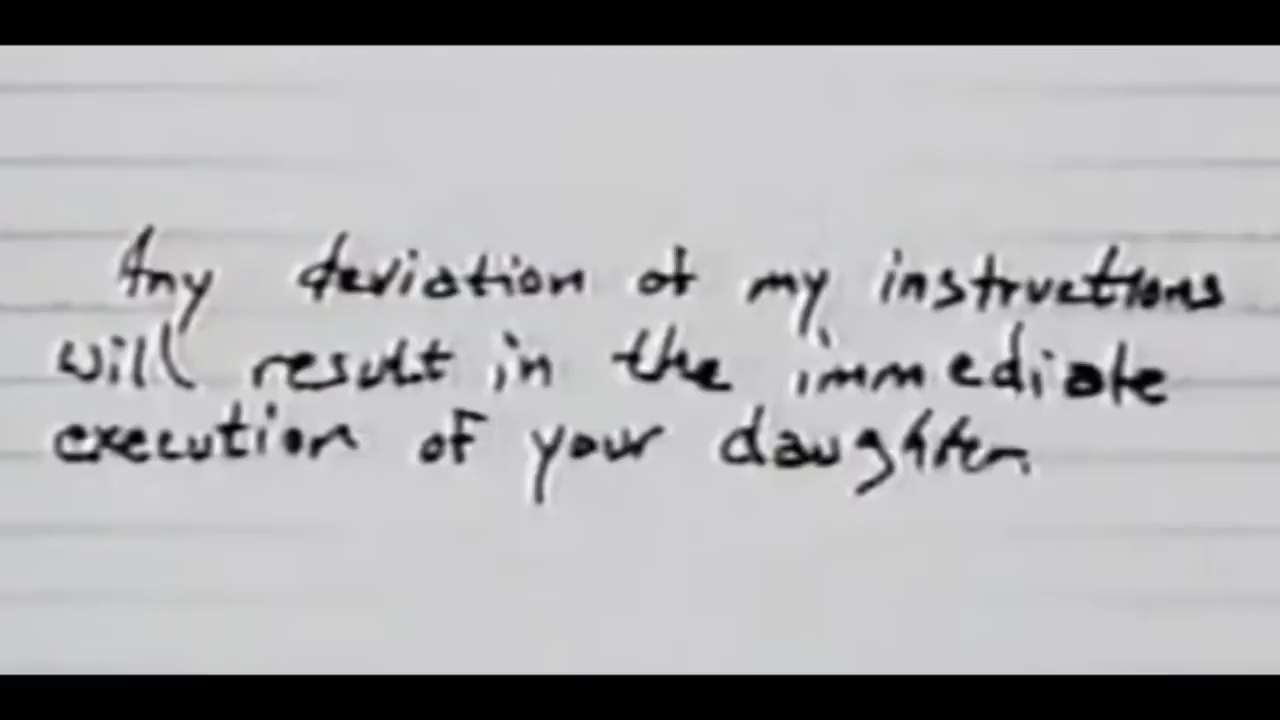 Any deviation of my instructions
will result in the immediate
execution of your daughter.